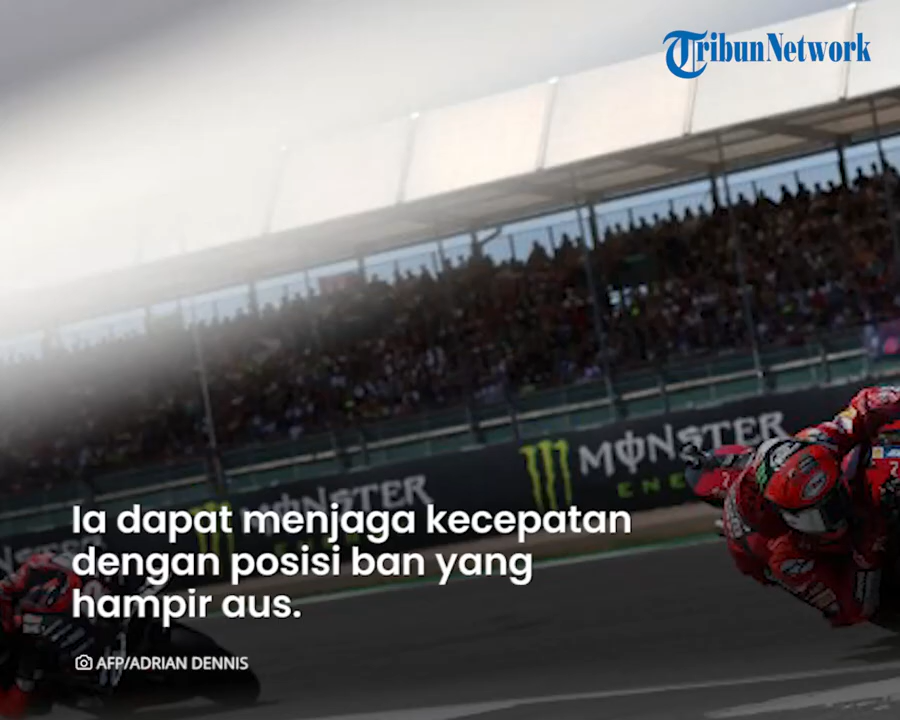 TribunNetwork
MONSTER
MONSTER
Ia dapat menjaga kecepatan
dengan posisi ban yang
hampir aus.
AFP/ADRIAN DENNIS